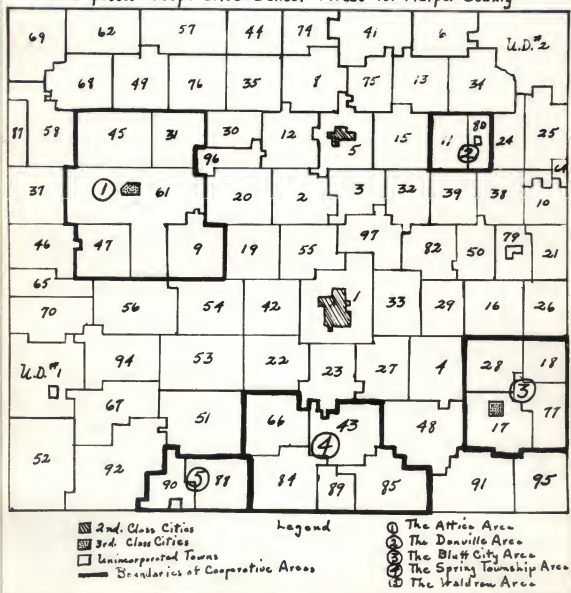 Cooperative School Areas for Harper County
69 62 57 44 74 41 6 U.D.#2
68 49 76 35 8 75 13 34
87 58 45 31 30 12 5 15 11 80 24 25
96 ②
37 ① 61 20 2 3 32 39 38 10
46 47 9 19 55 97 82 50 79 21
65
70 56 54 42 1 33 29 16 26
U.D.#1 94 53 22 23 27 4 28 18
③
67 51 66 43 48 17 77
④
52 92 90 ⑤ 88 84 89 85 91 95
Legend
2nd. Class Cities
3rd. Class Cities
Unincorporated Towns
Boundaries of Cooperative Areas
① The Attica Area
② The Danville Area
③ The Bluff City Area
④ The Spring Township Area
⑤ The Waldron Area